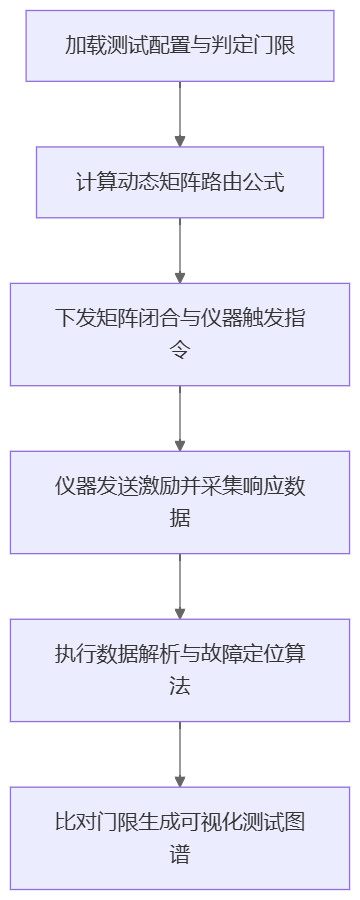 加载测试配置与判定门限
计算动态矩阵路由公式
下发矩阵闭合与仪器触发指
令
仪器发送激励并采集响应数
据
执行数据解析与故障定位算
法
比对门限生成可视化测试图
谱